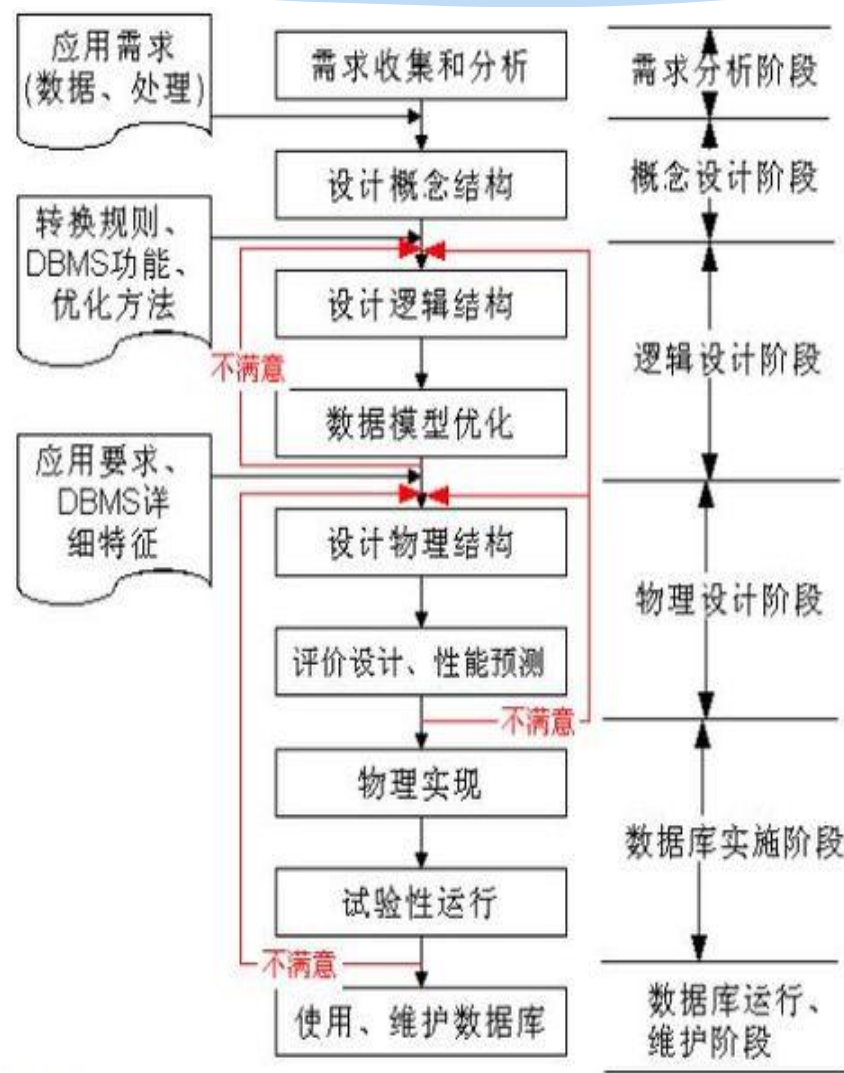 应用需求
(数据、处理)
需求收集和分析
需求分析阶段
设计概念结构
概念设计阶段
转换规则、
DBMS功能、
优化方法
设计逻辑结构
不满意
逻辑设计阶段
数据模型优化
应用要求、
DBMS详
细特征
设计物理结构
物理设计阶段
评价设计、性能预测
不满意
物理实现
数据库实施阶段
试验性运行
不满意
使用、维护数据库
数据库运行、
维护阶段